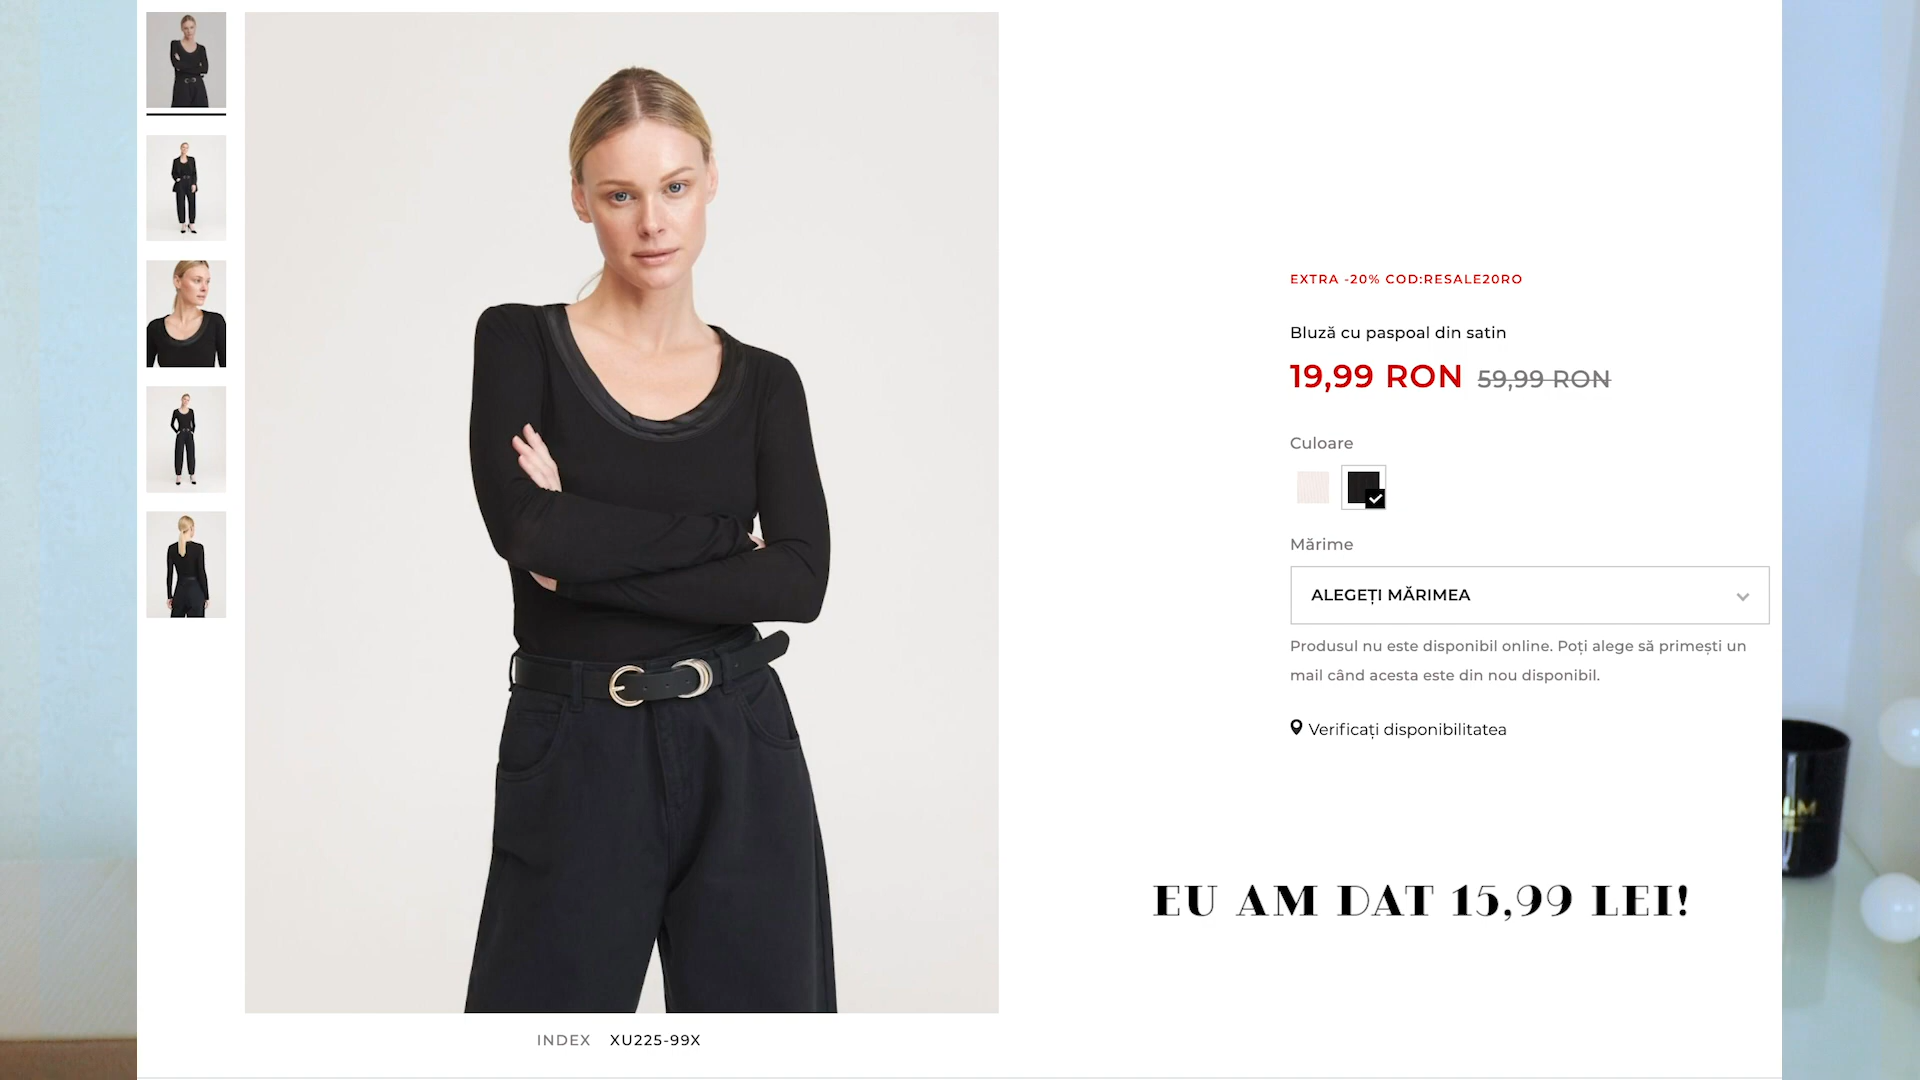 EXTRA -20% COD:RESALE20RO
Bluză cu paspoal din satin
19,99 RON 59,99 RON
Culoare
Mărime
ALEGEȚI MĂRIMEA
Produsul nu este disponibil online. Poți alege să primești un
mail când acesta este din nou disponibil.
Verificați disponibilitatea
EU AM DAT 15,99 LEI!
INDEX XU225-99X